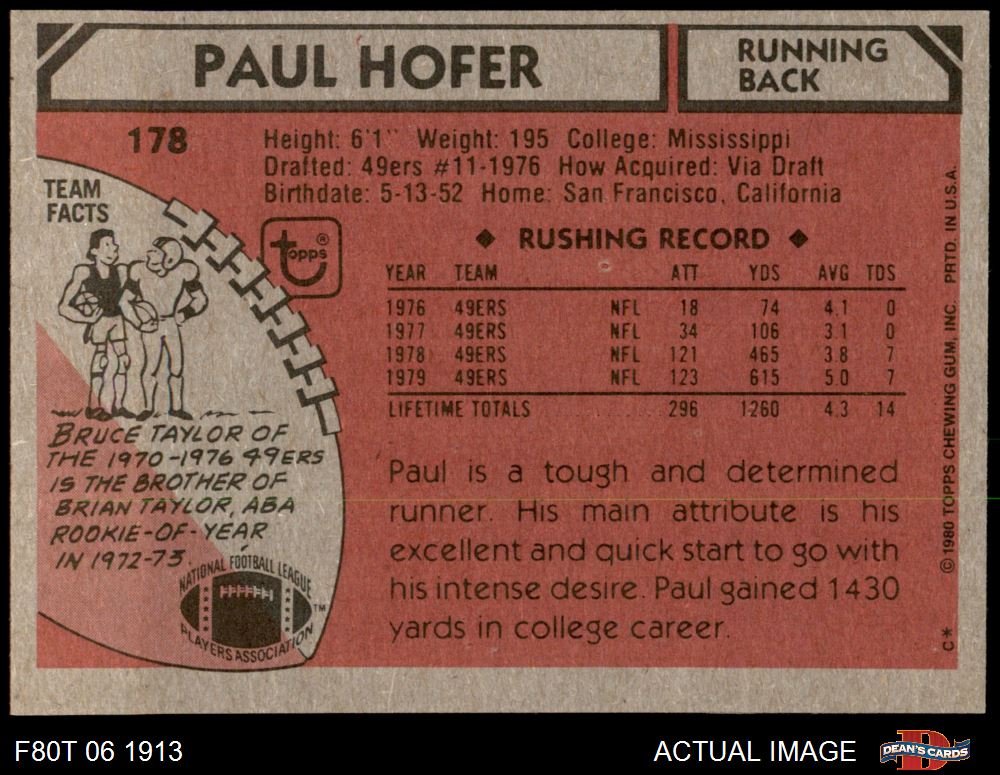 PAUL HOFER
RUNNING
BACK
178
Height: 6'1" Weight: 195 College: Mississippi
Drafted: 49ers #11-1976 How Acquired: Via Draft
Birthdate: 5-13-52 Home: San Francisco, California
TEAM
FACTS
topps®
◆ RUSHING RECORD ◆
YEAR TEAM ATT YDS AVG TDS
1976 49ERS NFL 18 74 4.1 0
1977 49ERS NFL 34 106 3.1 0
1978 49ERS NFL 121 465 3.8 7
1979 49ERS NFL 123 615 5.0 7
LIFETIME TOTALS 296 1260 4.3 14
BRUCE TAYLOR OF
THE 1970-1976 49ERS
IS THE BROTHER OF
BRIAN TAYLOR, ABA
ROOKIE-OF-YEAR
IN 1972-73.
NATIONAL FOOTBALL LEAGUE
PLAYERS ASSOCIATION
TM
Paul is a tough and determined
runner. His main attribute is his
excellent and quick start to go with
his intense desire. Paul gained 1430
yards in college career.
C* © 1980 TOPPS CHEWING GUM, INC. PRTD. IN U.S.A.
F80T 06 1913
ACTUAL IMAGE
DEAN'S CARDS